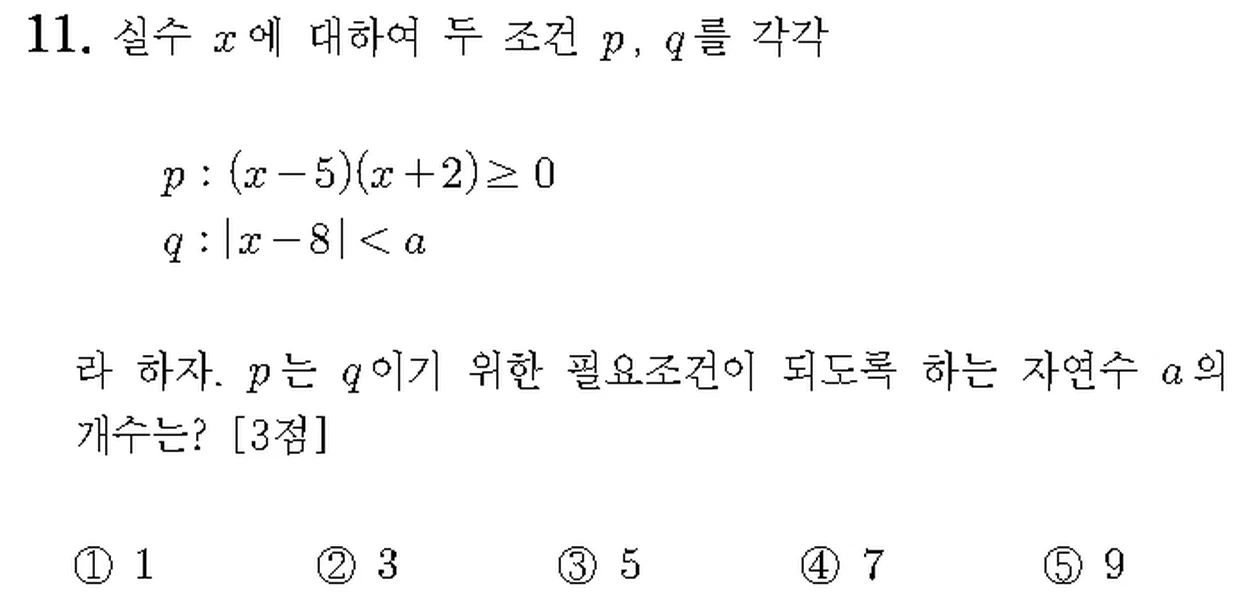 11. 실수 x에 대하여 두 조건 p, q를 각각
p : (x-5)(x+2)≥ 0
q : |x-8| < a
라 하자. p는 q이기 위한 필요조건이 되도록 하는 자연수 a의
개수는? [3점]
① 1 ② 3 ③ 5 ④ 7 ⑤ 9